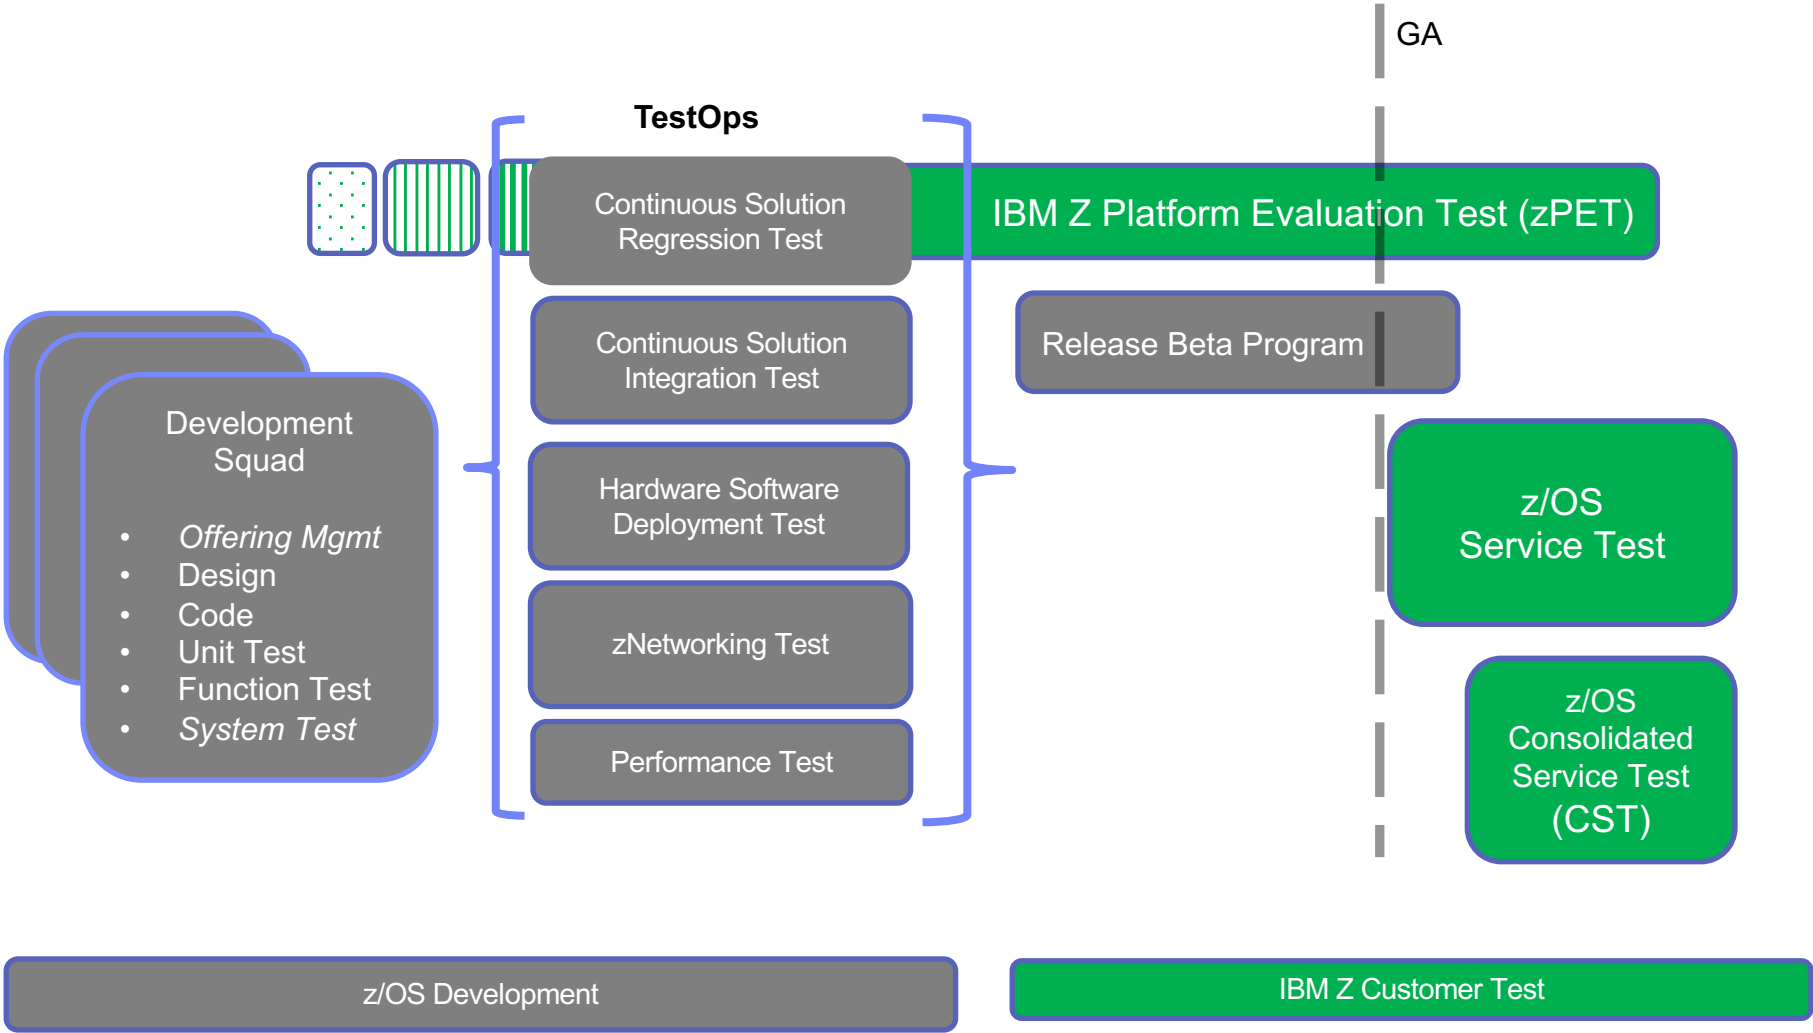 GA
TestOps
Continuous Solution
Regression Test
IBM Z Platform Evaluation Test (zPET)
Continuous Solution
Integration Test
Release Beta Program
Development
Squad
• Offering Mgmt
• Design
• Code
• Unit Test
• Function Test
• System Test
Hardware Software
Deployment Test
zNetworking Test
Performance Test
z/OS
Service Test
z/OS
Consolidated
Service Test
(CST)
z/OS Development
IBM Z Customer Test